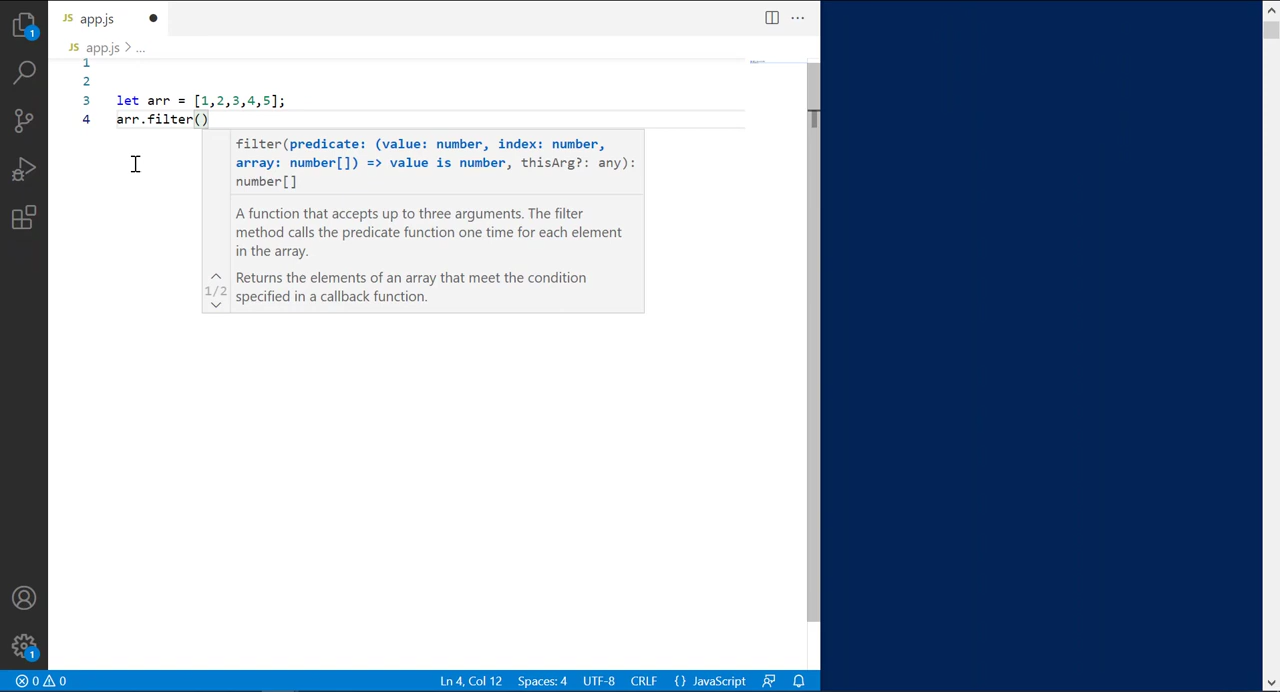 JS app.js
JS app.js > ...
1
2
3 let arr = [1,2,3,4,5];
4 arr.filter()
filter(predicate: (value: number, index: number,
array: number[]) => value is number, thisArg?: any):
number[]
A function that accepts up to three arguments. The filter
method calls the predicate function one time for each element
in the array.
Returns the elements of an array that meet the condition
1/2
specified in a callback function.
1
1
0 0 Ln 4, Col 12 Spaces: 4 UTF-8 CRLF {} JavaScript